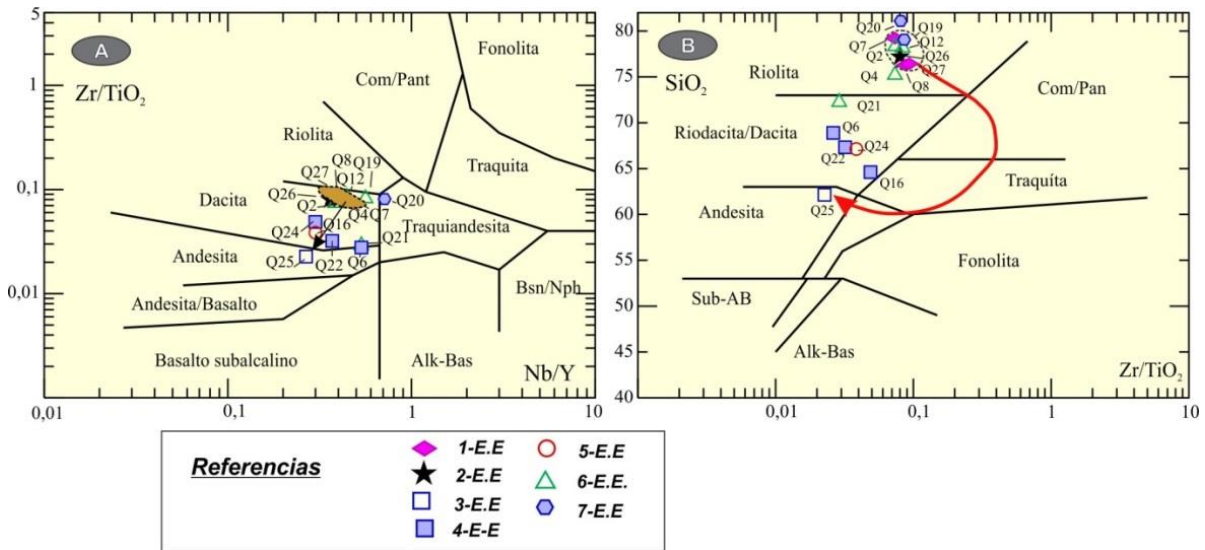 A
Zr/TiO2
5
1
0,1
0,01
0,01
0,1
1
10
Nb/Y
Fonolita
Com/Pant
Riolita
Traquita
Dacita
Traquiandesita
Andesita
Andesita/Basalto
Bsn/Nph
Basalto subalcalino
Alk-Bas
Q8 Q19
Q27
Q12
Q26
Q2
Q4 Q7
Q20
Q16
Q24
Q21
Q25
Q22
Q6
B
SiO2
80
75
70
65
60
55
50
45
40
0,01
0,1
1
10
Zr/TiO2
Q20
Q19
Q7
Q12
Q2
Q26
Q4
Q27
Q8
Riolita
Com/Pan
Q21
Riodacita/Dacita
Q6
Q24
Q22
Q16
Traquíta
Andesita
Q25
Fonolita
Sub-AB
Alk-Bas
Referencias
1-E.E
2-E.E
3-E.E
4-E-E
5-E.E
6-E.E.
7-E.E